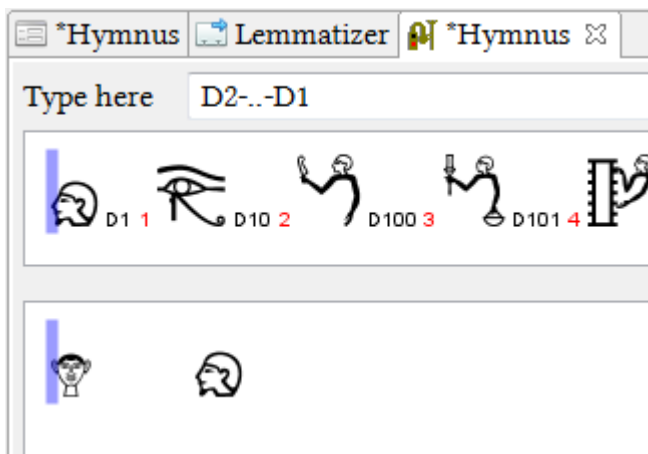 *Hymnus Lemmatizer *Hymnus
Type here D2-..-D1
D1 1 D10 2 D100 3 D101 4